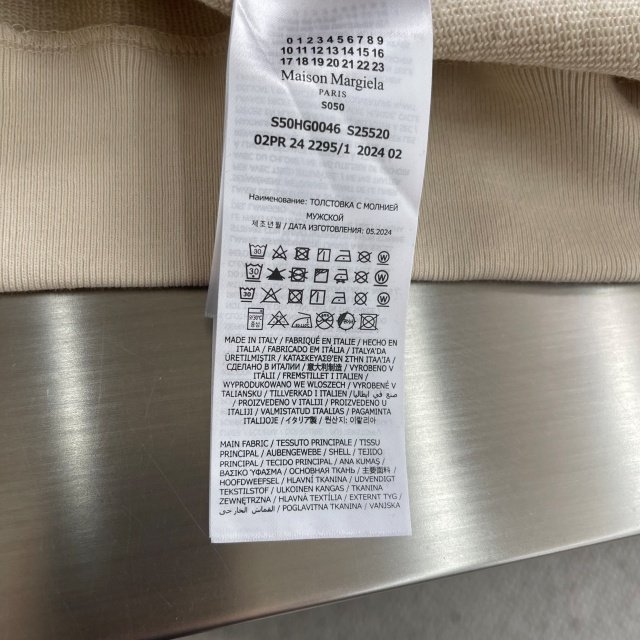 0 1 2 3 4 5 6 7 8 9
10 11 12 13 14 15 16
17 18 19 20 21 22 23
Maison Margiela
PARIS
S050
S50HG0046 S25520
02PR 24 2295/1 2024 02
Наименование: ТОЛСТОВКА С МОЛНИЕЙ
МУЖСКОЙ
제조년월 / ДАТА ИЗГОТОВЛЕНИЯ: 05.2024
30
30
30
MADE IN ITALY / FABRIQUÉ EN ITALIE / HECHO EN
ITALIA / FABRICADO EM ITÁLIA / ITALYA'DA
ÜRETILMIŞTIR / ΚΑΤΑΣΚΕΥΑΣΘΕΝ ΣΤΗΝ ΙΤΑΛΙΑ /
СДЕЛАНО В ИТАЛИИ / 意大利制造 / VYROBENO V
ITÁLII / FREMSTILLET I ITALIEN /
WYPRODUKOWANO WE WLOSZECH / VYROBENÉ V
TALIANSKU / TILLVERKAD I ITALIEN / صنع في ايطاليا
/ PROIZVEDENO V ITALIJI / PROIZVEDENO U
ITALIJI / VALMISTATUD ITAALIAS / PAGAMINTA
ITALIJOJE / イタリア製 / 원산지: 이탈리아
MAIN FABRIC / TESSUTO PRINCIPALE / TISSU
PRINCIPAL / AUßENGEWEBE / SHELL / TEJIDO
PRINCIPAL / TECIDO PRINCIPAL / ANA KUMAŞ /
ΒΑΣΙΚΟ ΥΦΑΣΜΑ / ОСНОВНАЯ ТКАНЬ / 主要面料 /
HOOFDWEEFSEL / HLAVNÍ TKANINA / UDVENDIGT
TEKSTILSTOF / ULKOINEN KANGAS / TKANINA
ZEWNĘTRZNA / HLAVNÁ TEXTÍLIA / EXTERNT TYG /
القماش الخارجي / POGLAVITNA TKANINA / VANJSKA